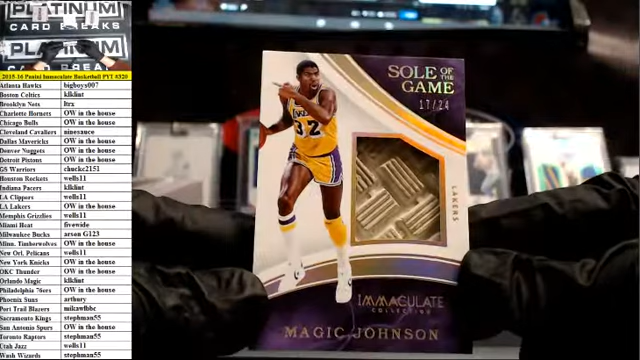 PLATINUM
CARD BREAKS
PLATINUM
CARD BREAKS
2015-16 Panini Immaculate Basketball PYT #320
Atlanta Hawks bigboys007
Boston Celtics klklint
Brooklyn Nets ltrx
Charlotte Hornets OW in the house
Chicago Bulls OW in the house
Cleveland Cavaliers ninesauce
Dallas Mavericks OW in the house
Denver Nuggets OW in the house
Detroit Pistons OW in the house
GS Warriors chuckc2151
Houston Rockets wells11
Indiana Pacers klklint
LA Clippers wells11
LA Lakers OW in the house
Memphis Grizzlies wells11
Miami Heat fivewide
Milwaukee Bucks arson G123
Minn. Timberwolves OW in the house
New Orl. Pelicans wells11
New York Knicks OW in the house
OKC Thunder OW in the house
Orlando Magic klklint
Philadelphia 76ers OW in the house
Phoenix Suns arthury
Port Trail Blazers mikawlbbc
Sacramento Kings stephman55
San Antonio Spurs OW in the house
Toronto Raptors stephman55
Utah Jazz wells11
Wash Wizards stephman55
SOLE OF
THE
GAME
17/24
LAKERS
32
LAKERS
IMMACULATE
COLLECTION
MAGIC JOHNSON